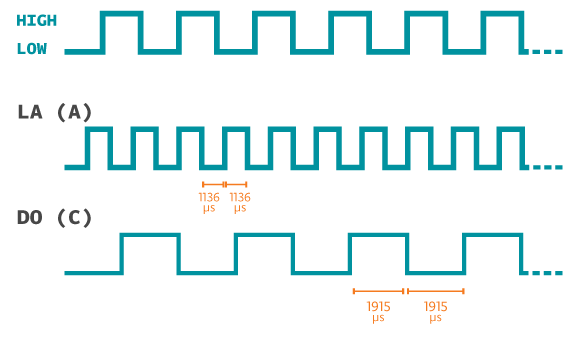 HIGH
LOW
LA (A)
1136 1136
µs µs
DO (C)
1915 1915
µs µs